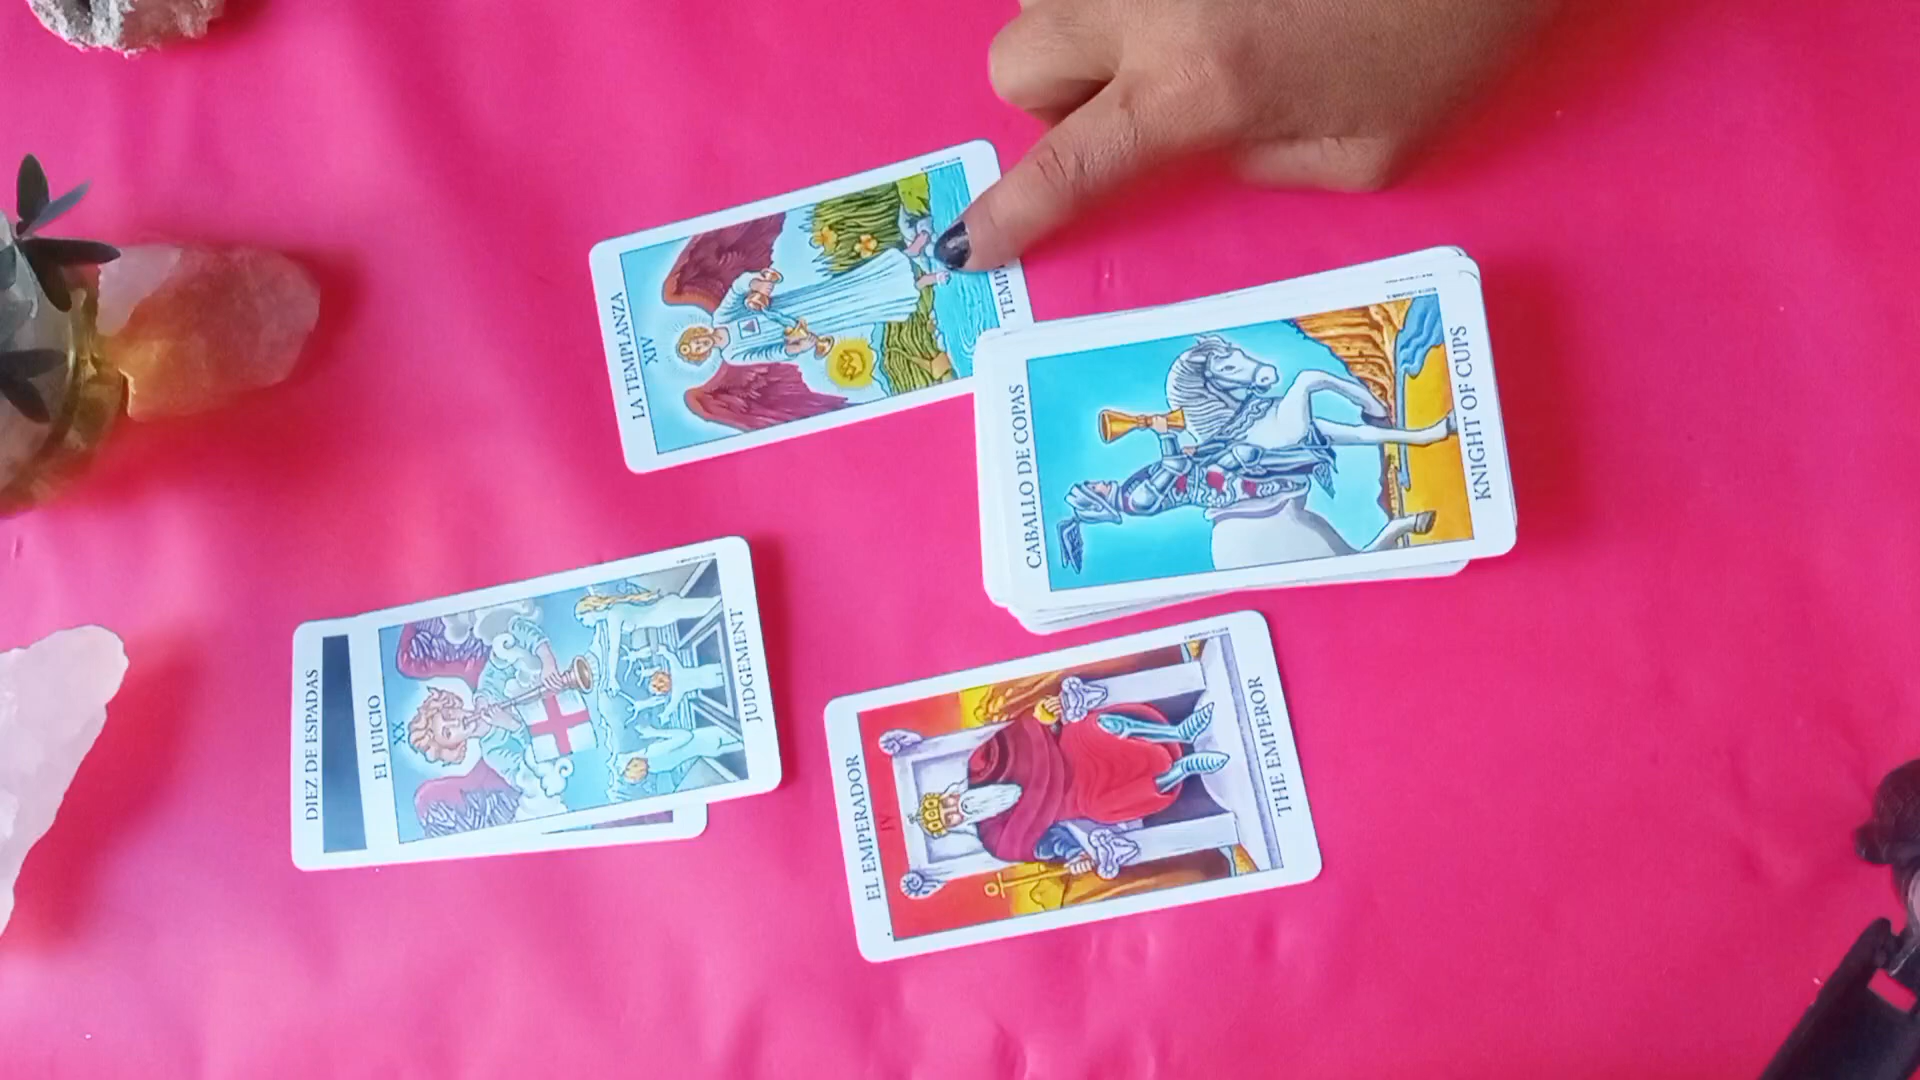 LA TEMPLANZA
XIV
TEMP
CABALLO DE COPAS
KNIGHT OF CUPS
DIEZ DE ESPADAS
EL JUICIO
XX
JUDGEMENT
EL EMPERADOR
IV
THE EMPEROR